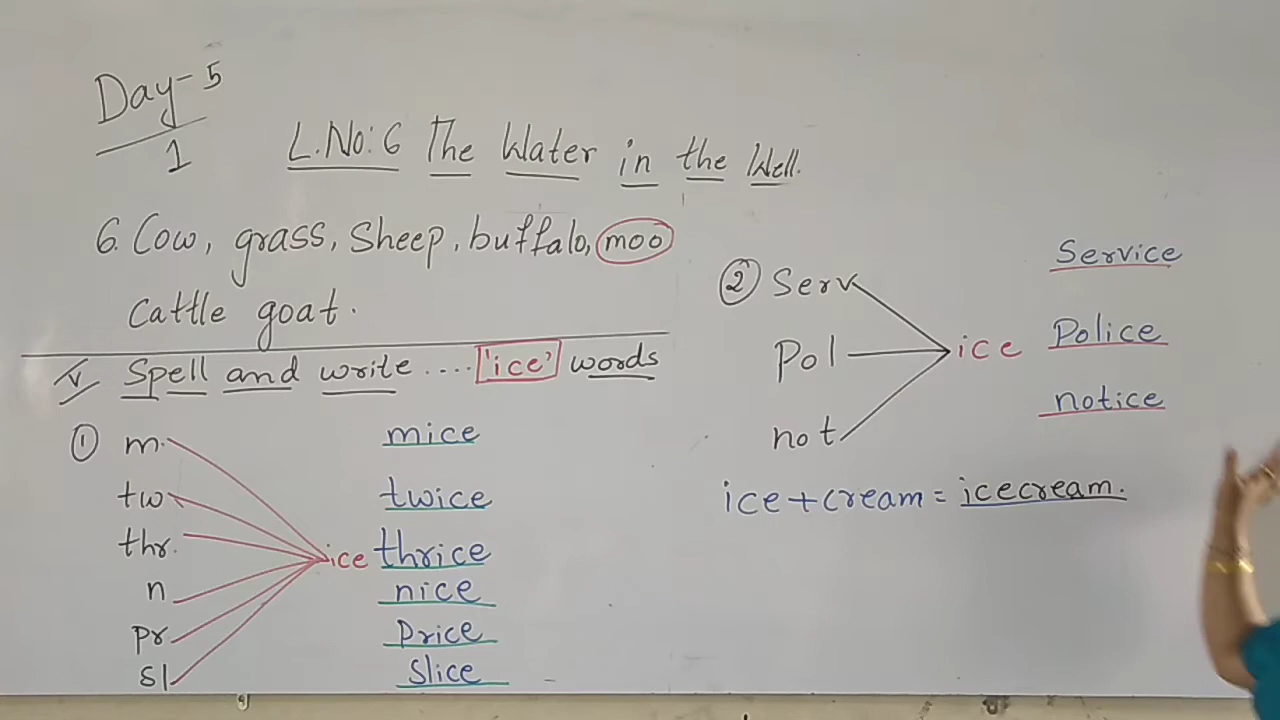 Day-5
1
L.No:6 The Water in the Well.
6. Cow, grass, Sheep, buffalo, moo
Cattle goat.
V Spell and write .... 'ice' words
① m
tw
thr.
n
pr
sl
ice
mice
twice
thrice
nice
Price
Slice
② Serv
Pol
not
ice
Service
Police
notice
ice + cream = icecream.